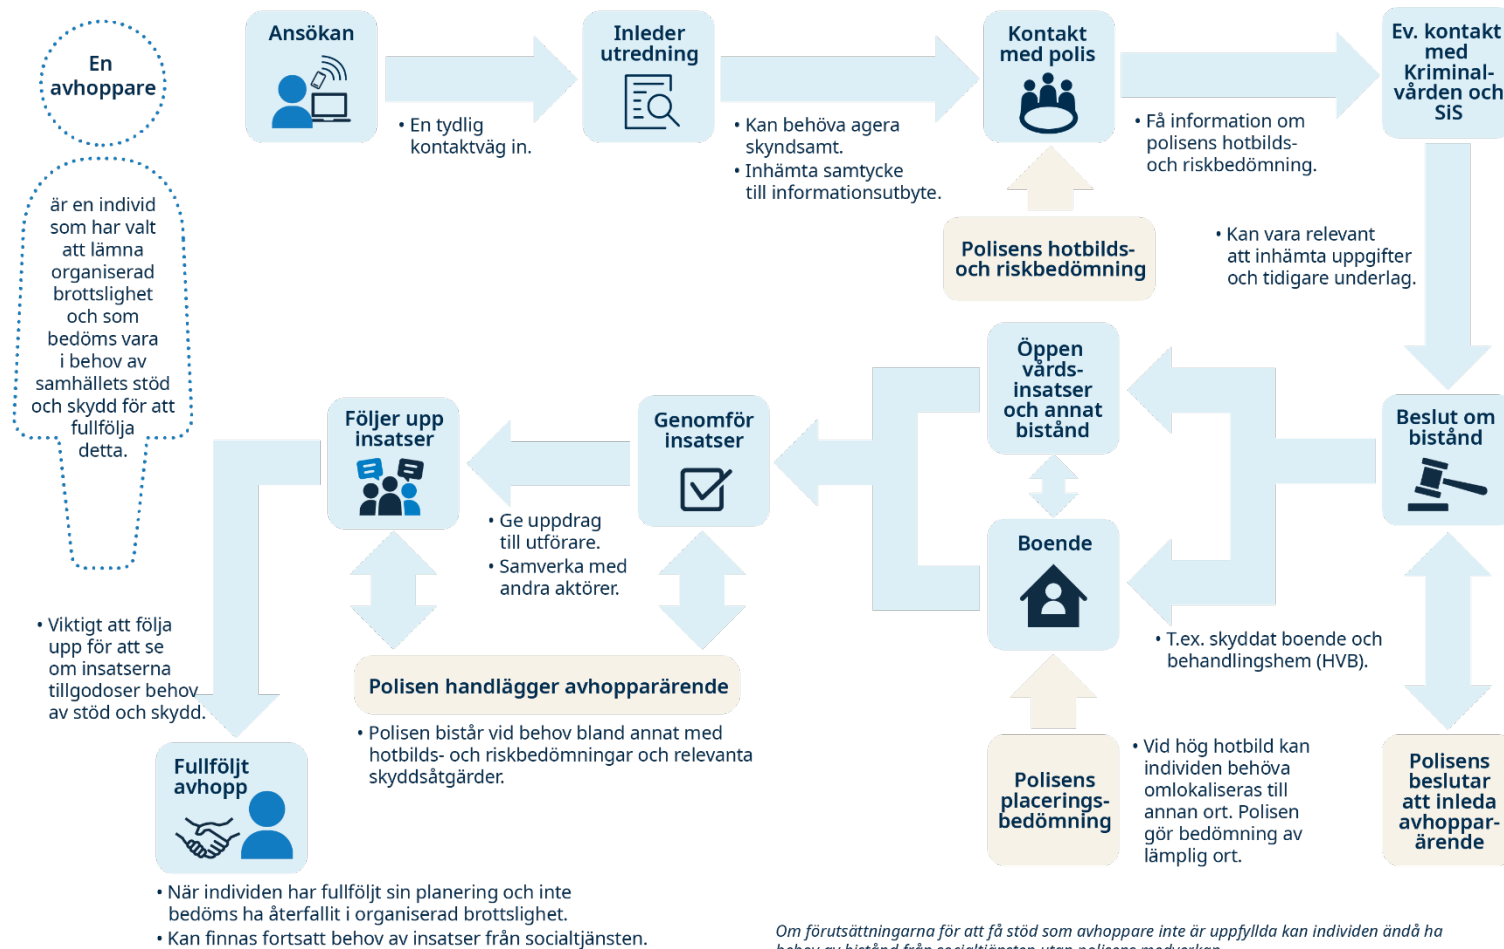 En
avhoppare
är en individ
som har valt
att lämna
organiserad
brottslighet
och som
bedöms vara
i behov av
samhällets stöd
och skydd för att
fullfölja
detta.
Ansökan
• En tydlig
kontaktväg in.
Inleder
utredning
• Kan behöva agera
skyndsamt.
• Inhämta samtycke
till informationsutbyte.
Kontakt
med polis
• Få information om
polisens hotbilds-
och riskbedömning.
Polisens hotbilds-
och riskbedömning
Ev. kontakt
med
Kriminal-
vården och
SiS
• Kan vara relevant
att inhämta uppgifter
och tidigare underlag.
Beslut om
bistånd
Polisens
beslutar
att inleda
avhoppar-
ärende
Öppen
vårds-
insatser
och annat
bistånd
Boende
• T.ex. skyddat boende och
behandlingshem (HVB).
Polisens
placerings-
bedömning
• Vid hög hotbild kan
individen behöva
omlokaliseras till
annan ort. Polisen
gör bedömning av
lämplig ort.
Genomför
insatser
• Ge uppdrag
till utförare.
• Samverka med
andra aktörer.
Följer upp
insatser
Polisen handlägger avhopparärende
• Polisen bistår vid behov bland annat med
hotbilds- och riskbedömningar och relevanta
skyddsåtgärder.
• Viktigt att följa
upp för att se
om insatserna
tillgodoser behov
av stöd och skydd.
Fullföljt
avhopp
• När individen har fullföljt sin planering och inte
bedöms ha återfallit i organiserad brottslighet.
• Kan finnas fortsatt behov av insatser från socialtjänsten.
Om förutsättningarna för att få stöd som avhoppare inte är uppfyllda kan individen ändå ha
behov av bistånd från socialtjänsten utan polisens medverkan.